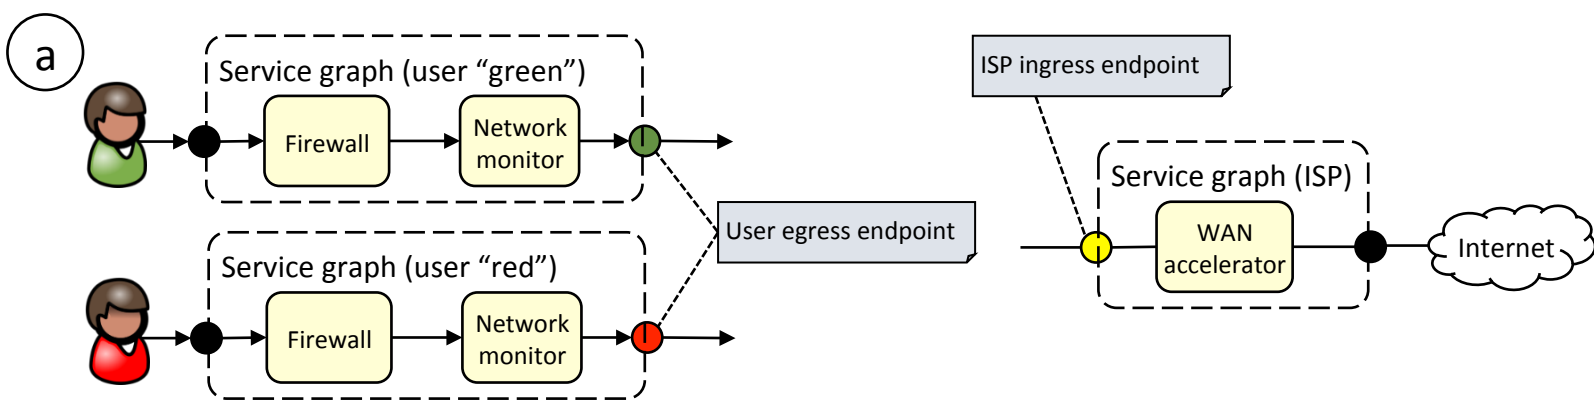 a
Service graph (user “green”)
Firewall
Network
monitor
Service graph (user “red”)
Firewall
Network
monitor
User egress endpoint
ISP ingress endpoint
Service graph (ISP)
WAN
accelerator
Internet